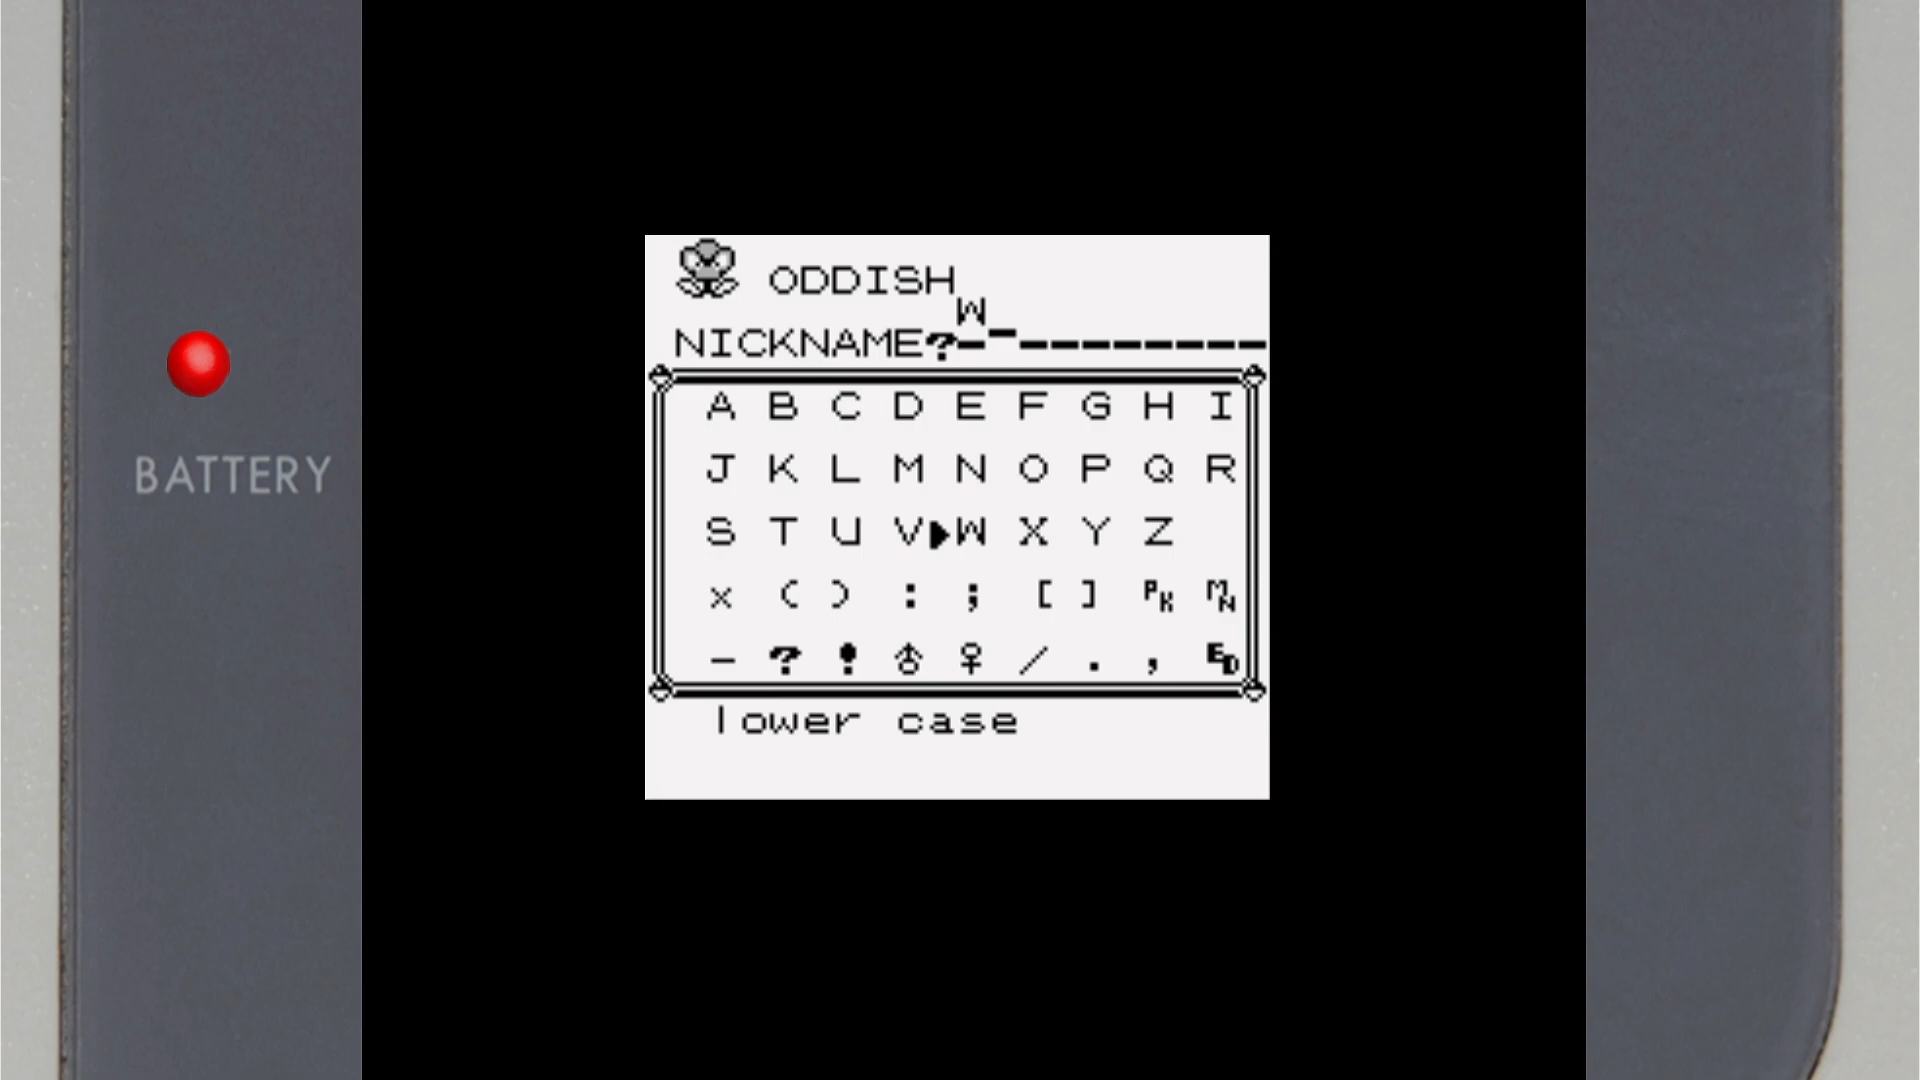 BATTERY
ODDISH
W
NICKNAME?
A B C D E F G H I
J K L M N O P Q R
S T U V ▶W X Y Z
× ( ) : ; [ ] PK MN
- ? ! ♂ ♀ / . , ED
lower case